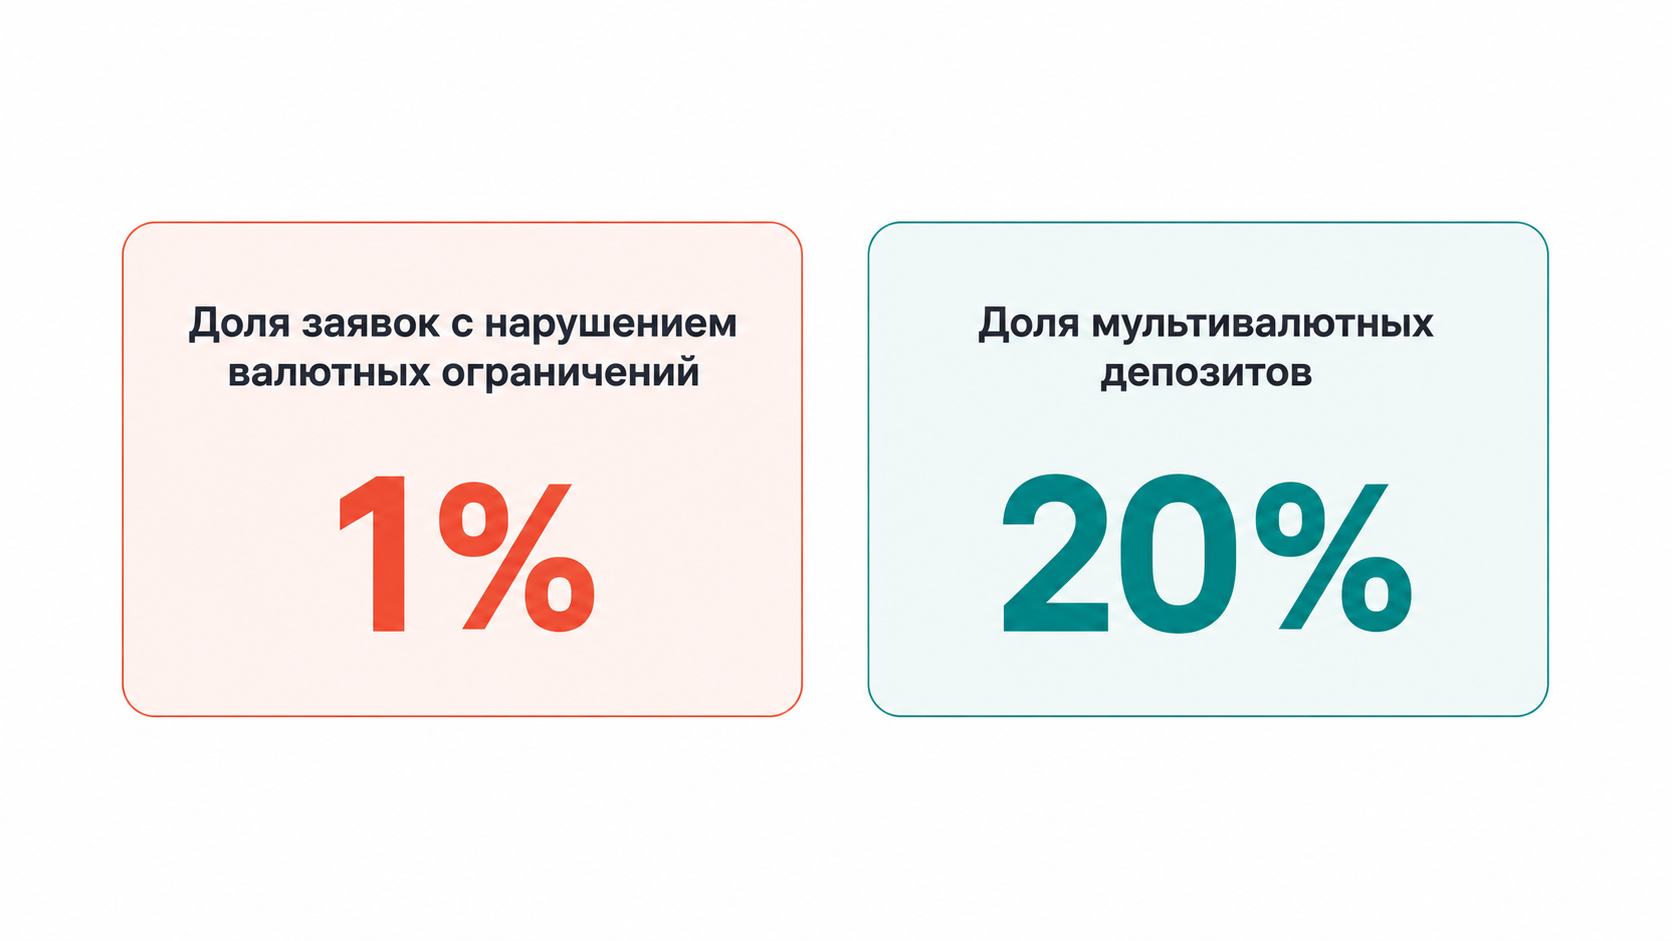 Доля заявок с нарушением
валютных ограничений
1%
Доля мультивалютных
депозитов
20%